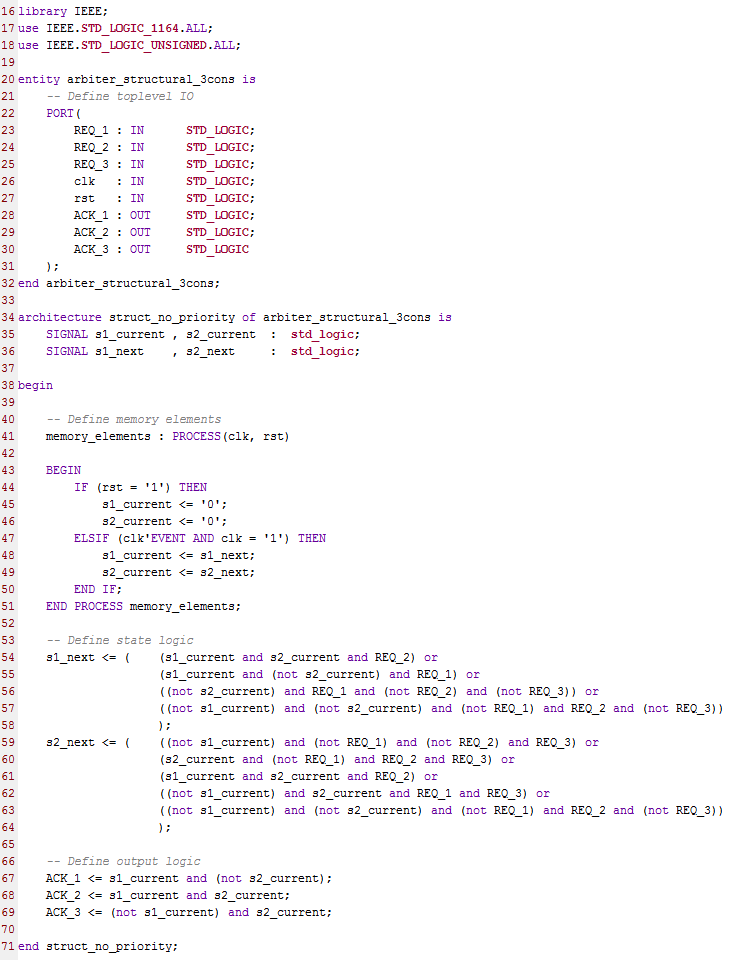 16 library IEEE;
17 use IEEE.STD_LOGIC_1164.ALL;
18 use IEEE.STD_LOGIC_UNSIGNED.ALL;
19
20 entity arbiter_structural_3cons is
21     -- Define toplevel IO
22     PORT(
23         REQ_1 : IN      STD_LOGIC;
24         REQ_2 : IN      STD_LOGIC;
25         REQ_3 : IN      STD_LOGIC;
26         clk   : IN      STD_LOGIC;
27         rst   : IN      STD_LOGIC;
28         ACK_1 : OUT     STD_LOGIC;
29         ACK_2 : OUT     STD_LOGIC;
30         ACK_3 : OUT     STD_LOGIC
31     );
32 end arbiter_structural_3cons;
33
34 architecture struct_no_priority of arbiter_structural_3cons is
35     SIGNAL s1_current , s2_current  :  std_logic;
36     SIGNAL s1_next    , s2_next     :  std_logic;
37
38 begin
39
40     -- Define memory elements
41     memory_elements : PROCESS(clk, rst)
42
43     BEGIN
44         IF (rst = '1') THEN
45             s1_current <= '0';
46             s2_current <= '0';
47         ELSIF (clk'EVENT AND clk = '1') THEN
48             s1_current <= s1_next;
49             s2_current <= s2_next;
50         END IF;
51     END PROCESS memory_elements;
52
53     -- Define state logic
54     s1_next <= (    (s1_current and s2_current and REQ_2) or
55                     (s1_current and (not s2_current) and REQ_1) or
56                     ((not s2_current) and REQ_1 and (not REQ_2) and (not REQ_3)) or
57                     ((not s1_current) and (not s2_current) and (not REQ_1) and REQ_2 and (not REQ_3))
58                     );
59     s2_next <= (    ((not s1_current) and (not REQ_1) and (not REQ_2) and REQ_3) or
60                     (s2_current and (not REQ_1) and REQ_2 and REQ_3) or
61                     (s1_current and s2_current and REQ_2) or
62                     ((not s1_current) and s2_current and REQ_1 and REQ_3) or
63                     ((not s1_current) and (not s2_current) and (not REQ_1) and REQ_2 and (not REQ_3))
64                     );
65
66     -- Define output logic
67     ACK_1 <= s1_current and (not s2_current);
68     ACK_2 <= s1_current and s2_current;
69     ACK_3 <= (not s1_current) and s2_current;
70
71 end struct_no_priority;